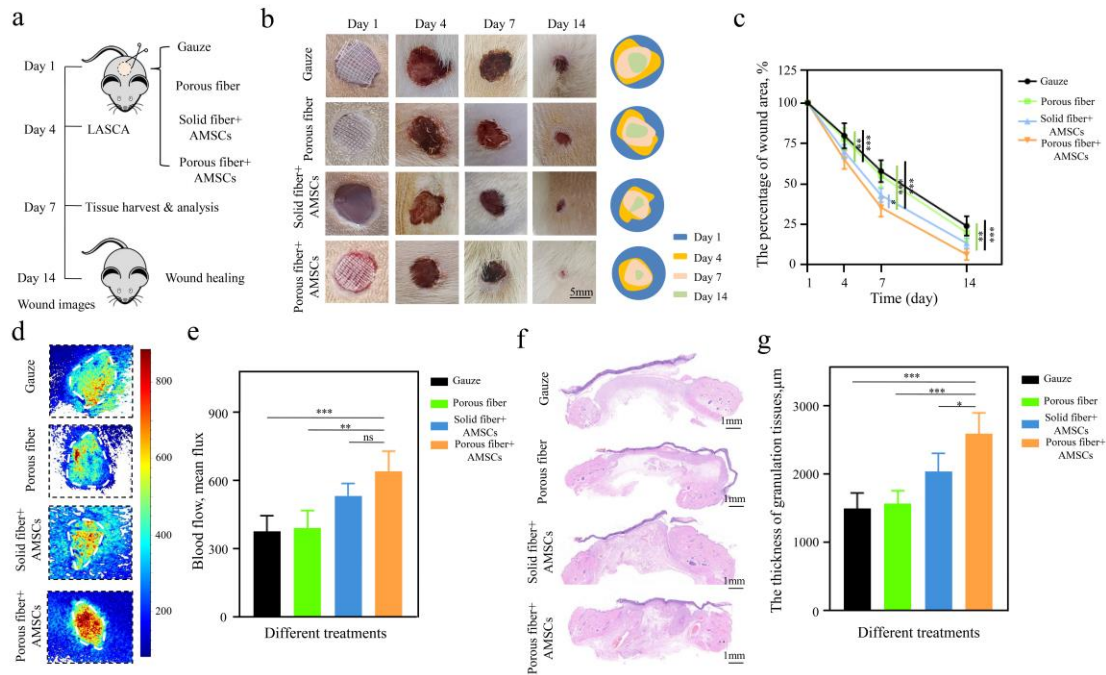 a
Day 1
Gauze
Porous fiber
Day 4
LASCA
Solid fiber+
AMSCs
Porous fiber+
AMSCs
Day 7
Tissue harvest & analysis
Day 14
Wound healing
Wound images
b
Day 1 Day 4 Day 7 Day 14
Gauze
Porous fiber
Solid fiber+
AMSCs
Porous fiber+
AMSCs
5mm
Day 1
Day 4
Day 7
Day 14
c
The percentage of wound area, %
125
100
75
50
25
0
1 4 7 14
Time (day)
Gauze
Porous fiber
Solid fiber+
AMSCs
Porous fiber+
AMSCs
**
***
*
***
***
**
***
d
Gauze
Porous fiber
Solid fiber+
AMSCs
Porous fiber+
AMSCs
800
600
400
200
e
Blood flow, mean flux
900
600
300
0
***
**
ns
Different treatments
Gauze
Porous fiber
Solid fiber+
AMSCs
Porous fiber+
AMSCs
f
Gauze
1mm
Porous fiber
1mm
Solid fiber+
AMSCs
1mm
Porous fiber+
AMSCs
1mm
g
The thickness of granulation tissues,μm
3000
2000
1000
0
***
***
*
Different treatments
Gauze
Porous fiber
Solid fiber+
AMSCs
Porous fiber+
AMSCs